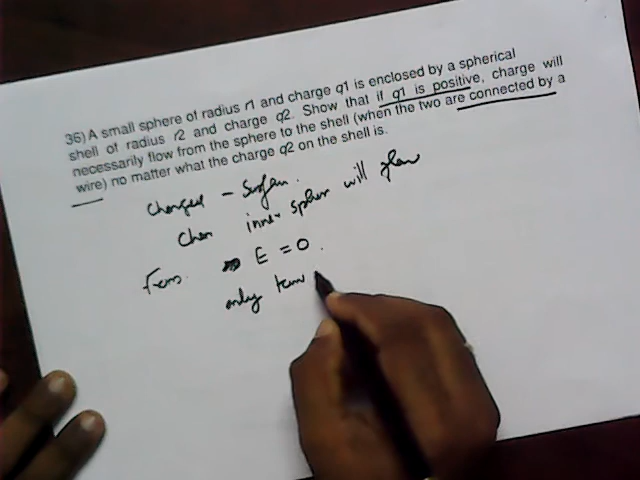 36) A small sphere of radius r1 and charge q1 is enclosed by a spherical
shell of radius r2 and charge q2. Show that if q1 is positive, charge will
necessarily flow from the sphere to the shell (when the two are connected by a
wire) no matter what the charge q2 on the shell is.
Charged - Surface.
inner sphere will flow
From E = 0.
only